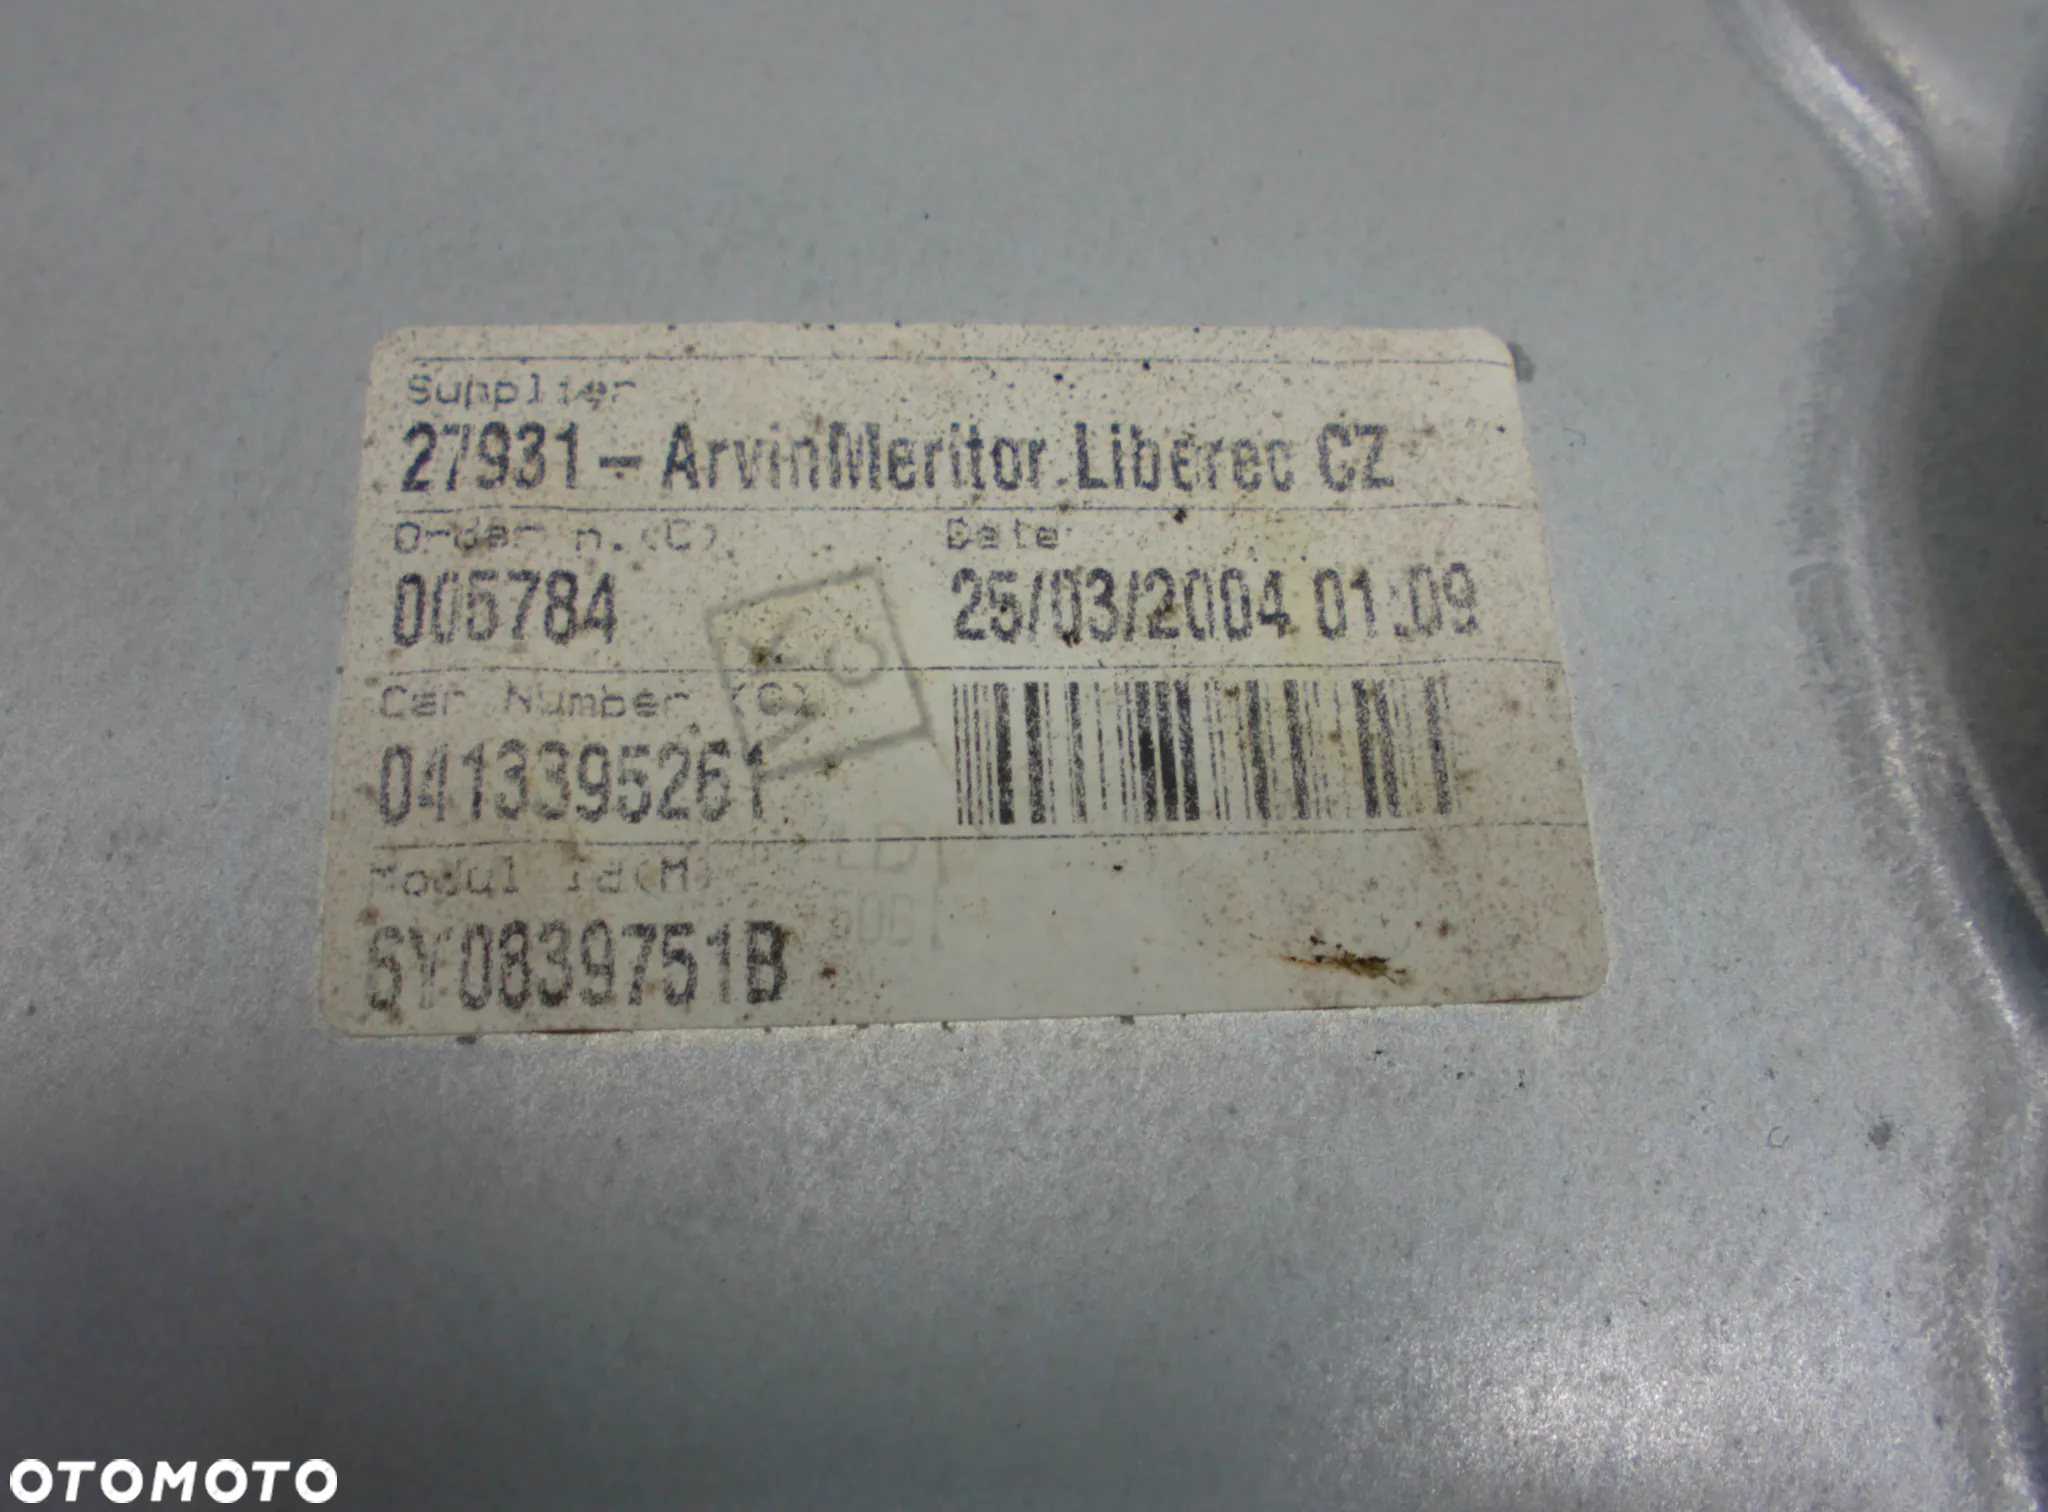 Supplier
27931 - ArvinMeritor Liberec CZ
Order n.(C) Date
005784 25/03/2004 01:09
Car Number (C)
0413395261
Modul Id(M)
6Y0839751B
OTOMOTO